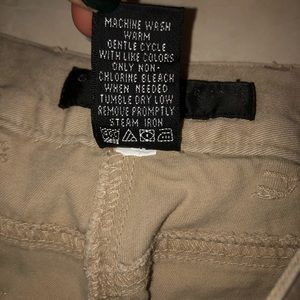 MACHINE WASH
WARM
GENTLE CYCLE
WITH LIKE COLORS
ONLY NON-
CHLORINE BLEACH
WHEN NEEDED
TUMBLE DRY LOW
REMOVE PROMPTLY
STEAM IRON